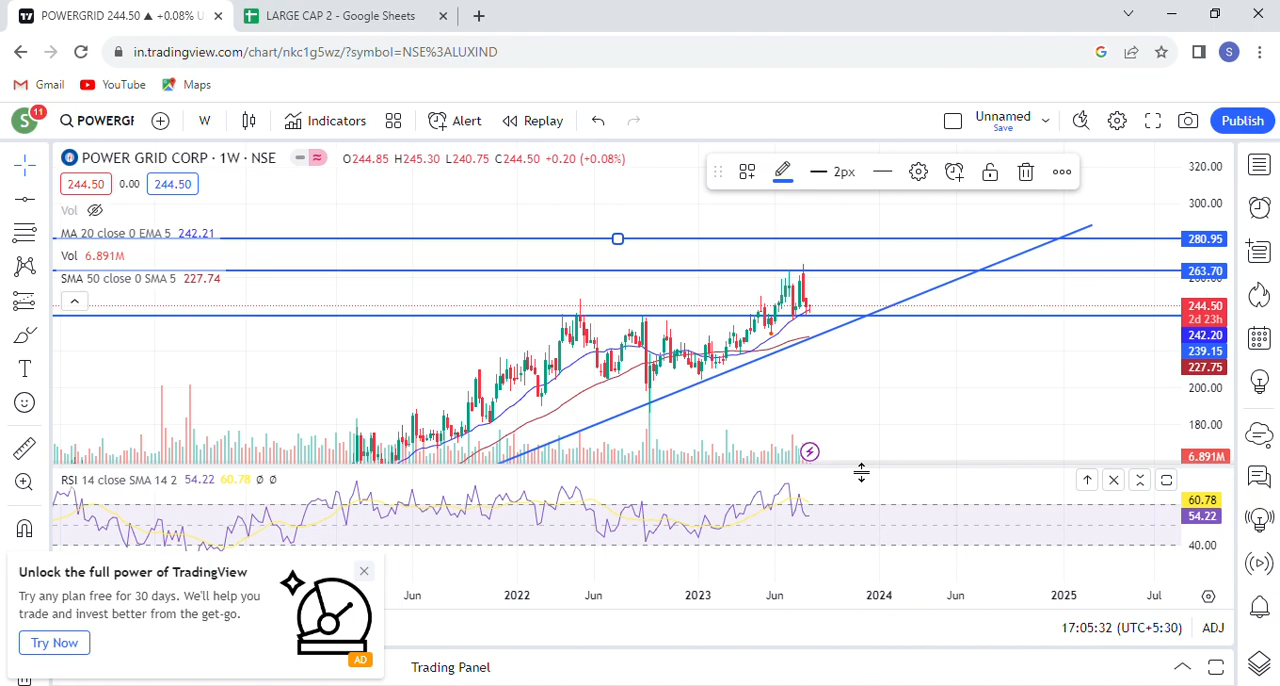 POWERGRID 244.50 ▲ +0.08%
LARGE CAP 2 - Google Sheets
in.tradingview.com/chart/nkc1g5wz/?symbol=NSE%3ALUXIND
G
S
Gmail
YouTube
Maps
S
11
POWERGF
W
Indicators
Alert
Replay
Unnamed
Save
Publish
POWER GRID CORP · 1W · NSE
O244.85 H245.30 L240.75 C244.50 +0.20 (+0.08%)
244.50
0.00
244.50
2px
Vol
MA 20 close 0 EMA 5 242.21
Vol 6.891M
SMA 50 close 0 SMA 5 227.74
320.00
300.00
280.95
263.70
244.50
2d 23h
242.20
239.15
227.75
200.00
180.00
6.891M
RSI 14 close SMA 14 2 54.22 60.78 Ø Ø
60.78
54.22
40.00
Jun
2022
Jun
2023
Jun
2024
Jun
2025
Jul
Unlock the full power of TradingView
Try any plan free for 30 days. We'll help you
trade and invest better from the get-go.
Try Now
AD
17:05:32 (UTC+5:30)
ADJ
Trading Panel